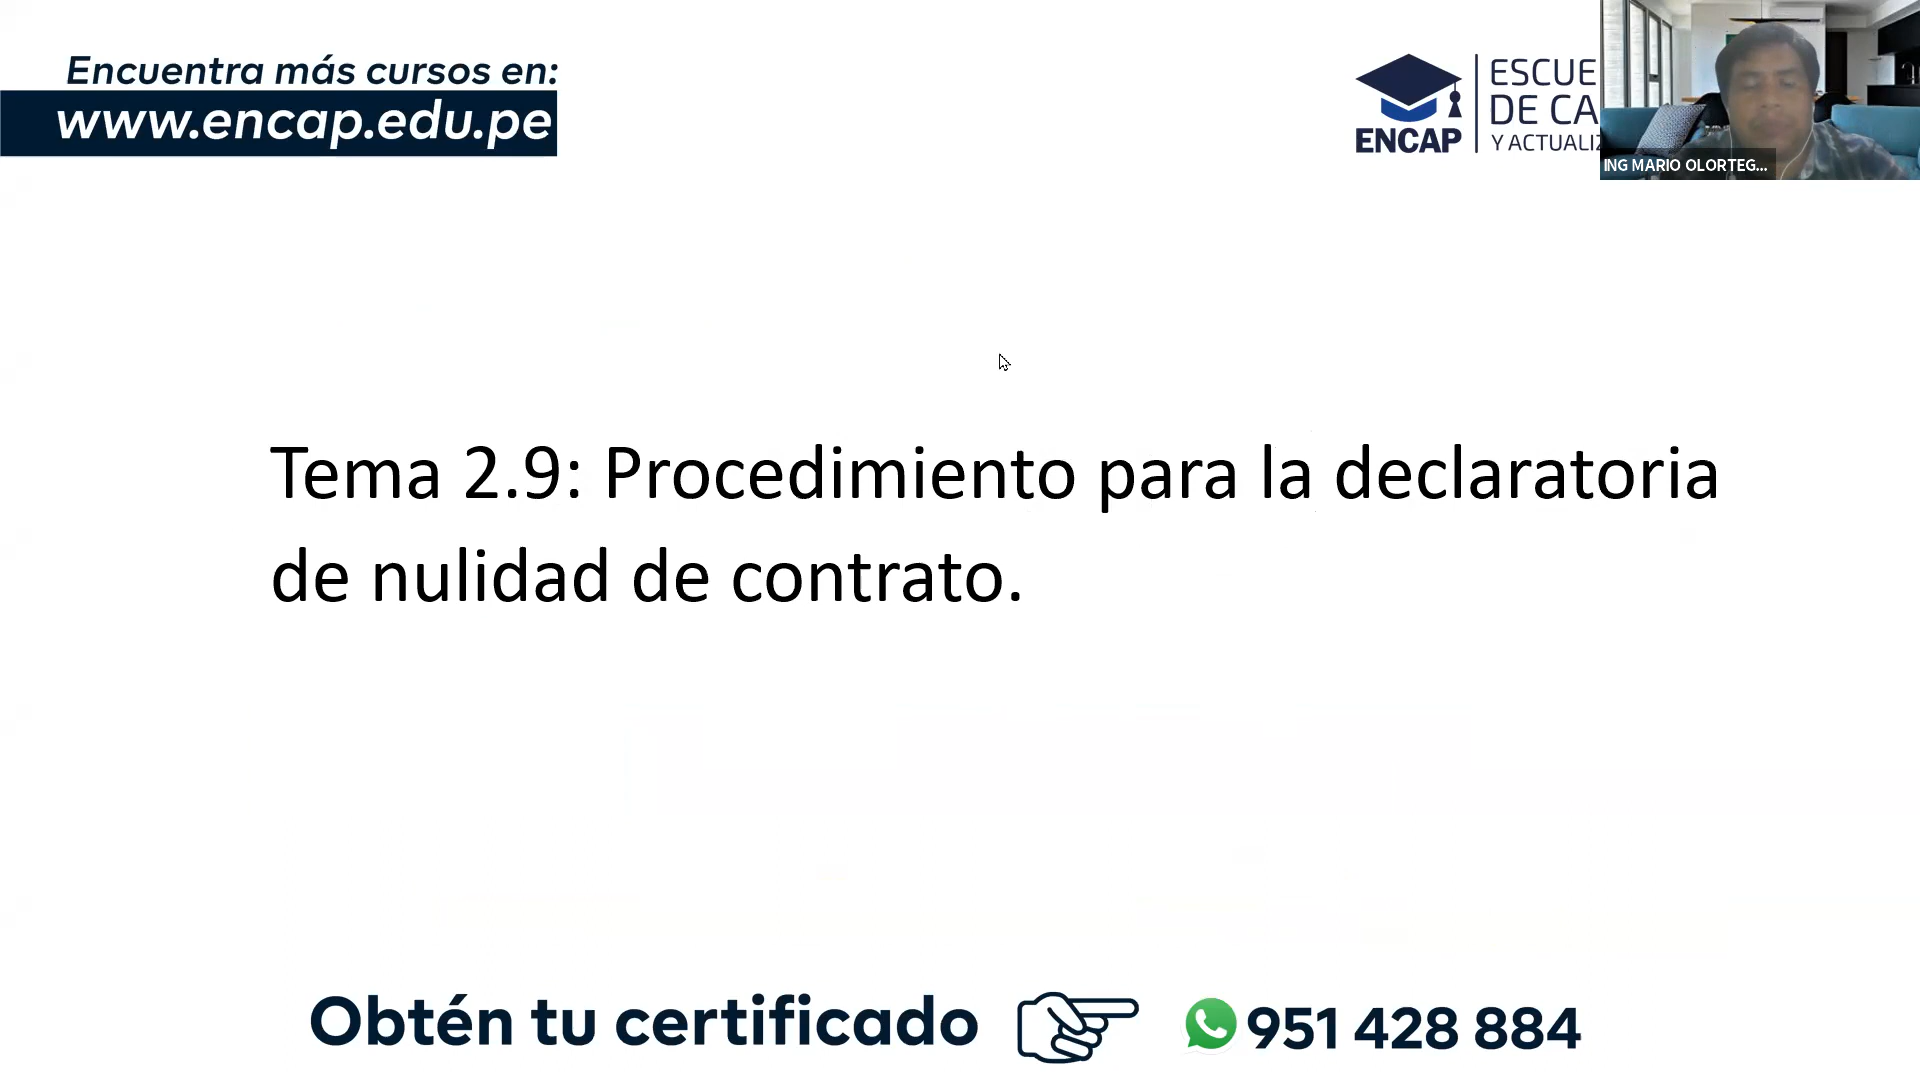 Encuentra más cursos en:
www.encap.edu.pe
ENCAP
ESCUE
DE CA
Y ACTUALIZ
ING MARIO OLORTEG...
Tema 2.9: Procedimiento para la declaratoria
de nulidad de contrato.
Obtén tu certificado
951 428 884